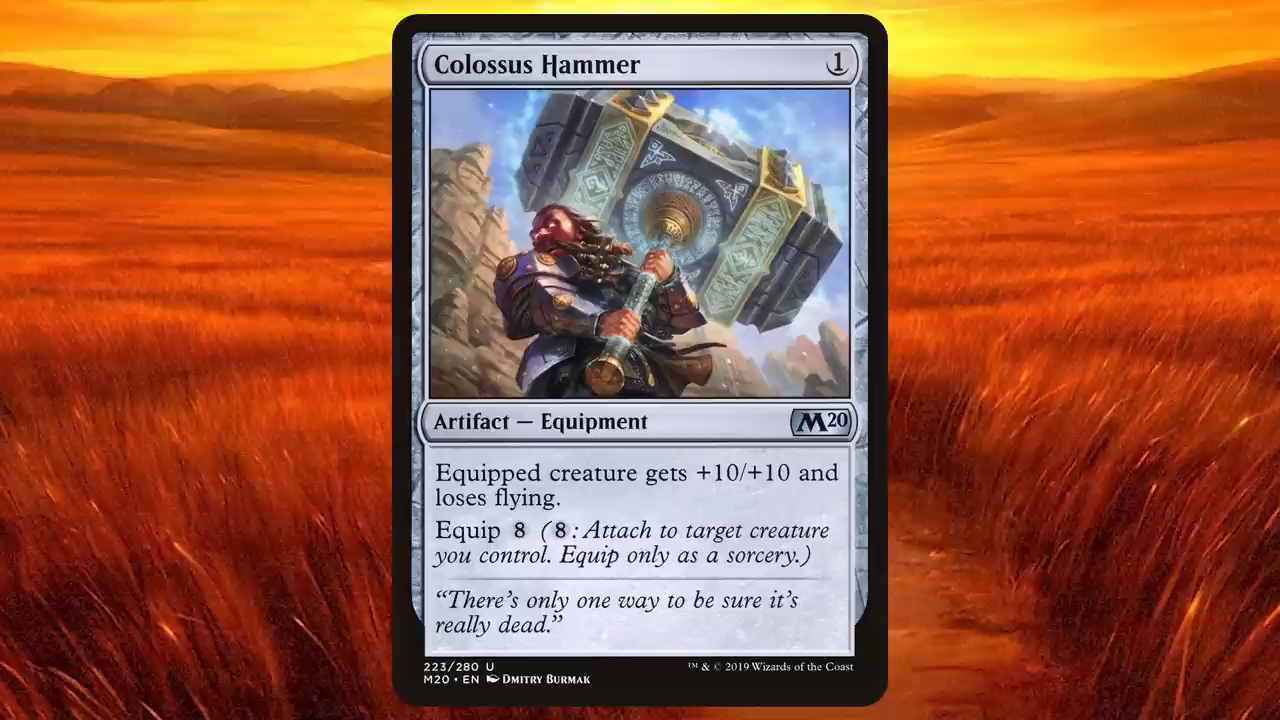 Colossus Hammer 1
Artifact — Equipment M20
Equipped creature gets +10/+10 and
loses flying.
Equip 8 (8: Attach to target creature
you control. Equip only as a sorcery.)
“There’s only one way to be sure it’s
really dead.”
223/280 U ™ & © 2019 Wizards of the Coast
M20 • EN Dmitry Burmak